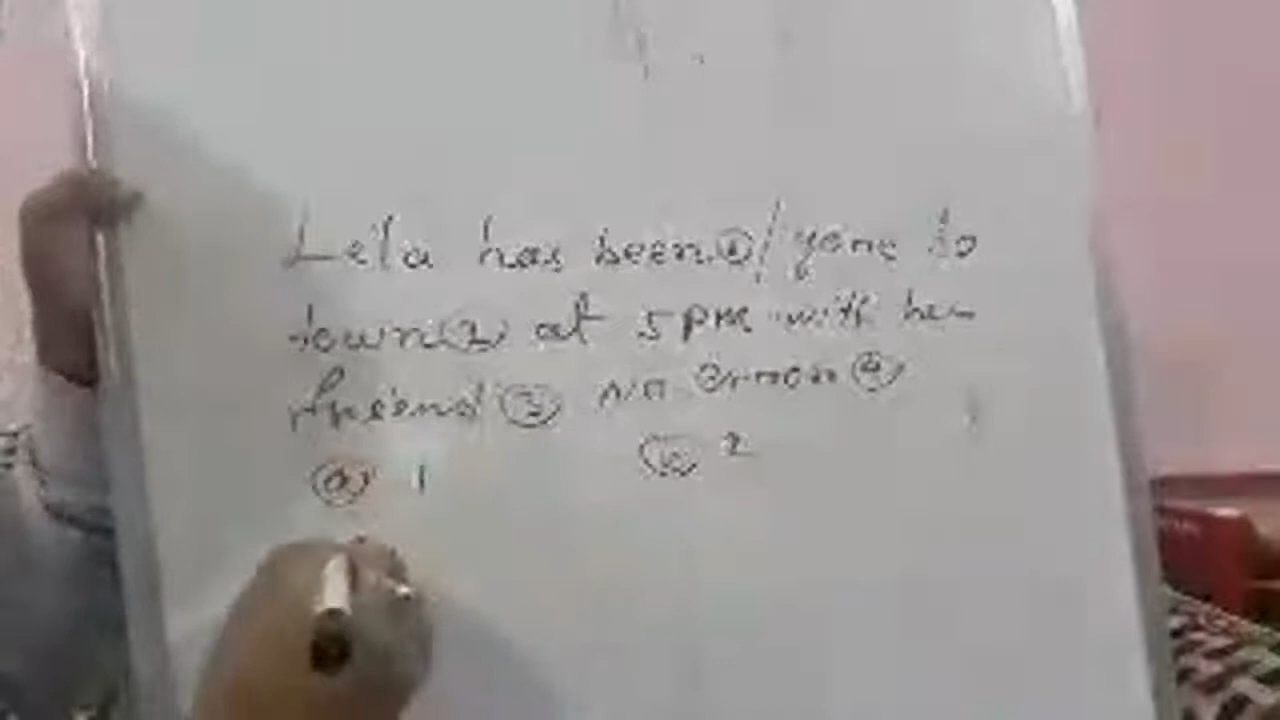 Lela has been ① / gone to
town ② at 5 PM with her
friend ③ no error ④
ⓐ 1 ⓑ 2